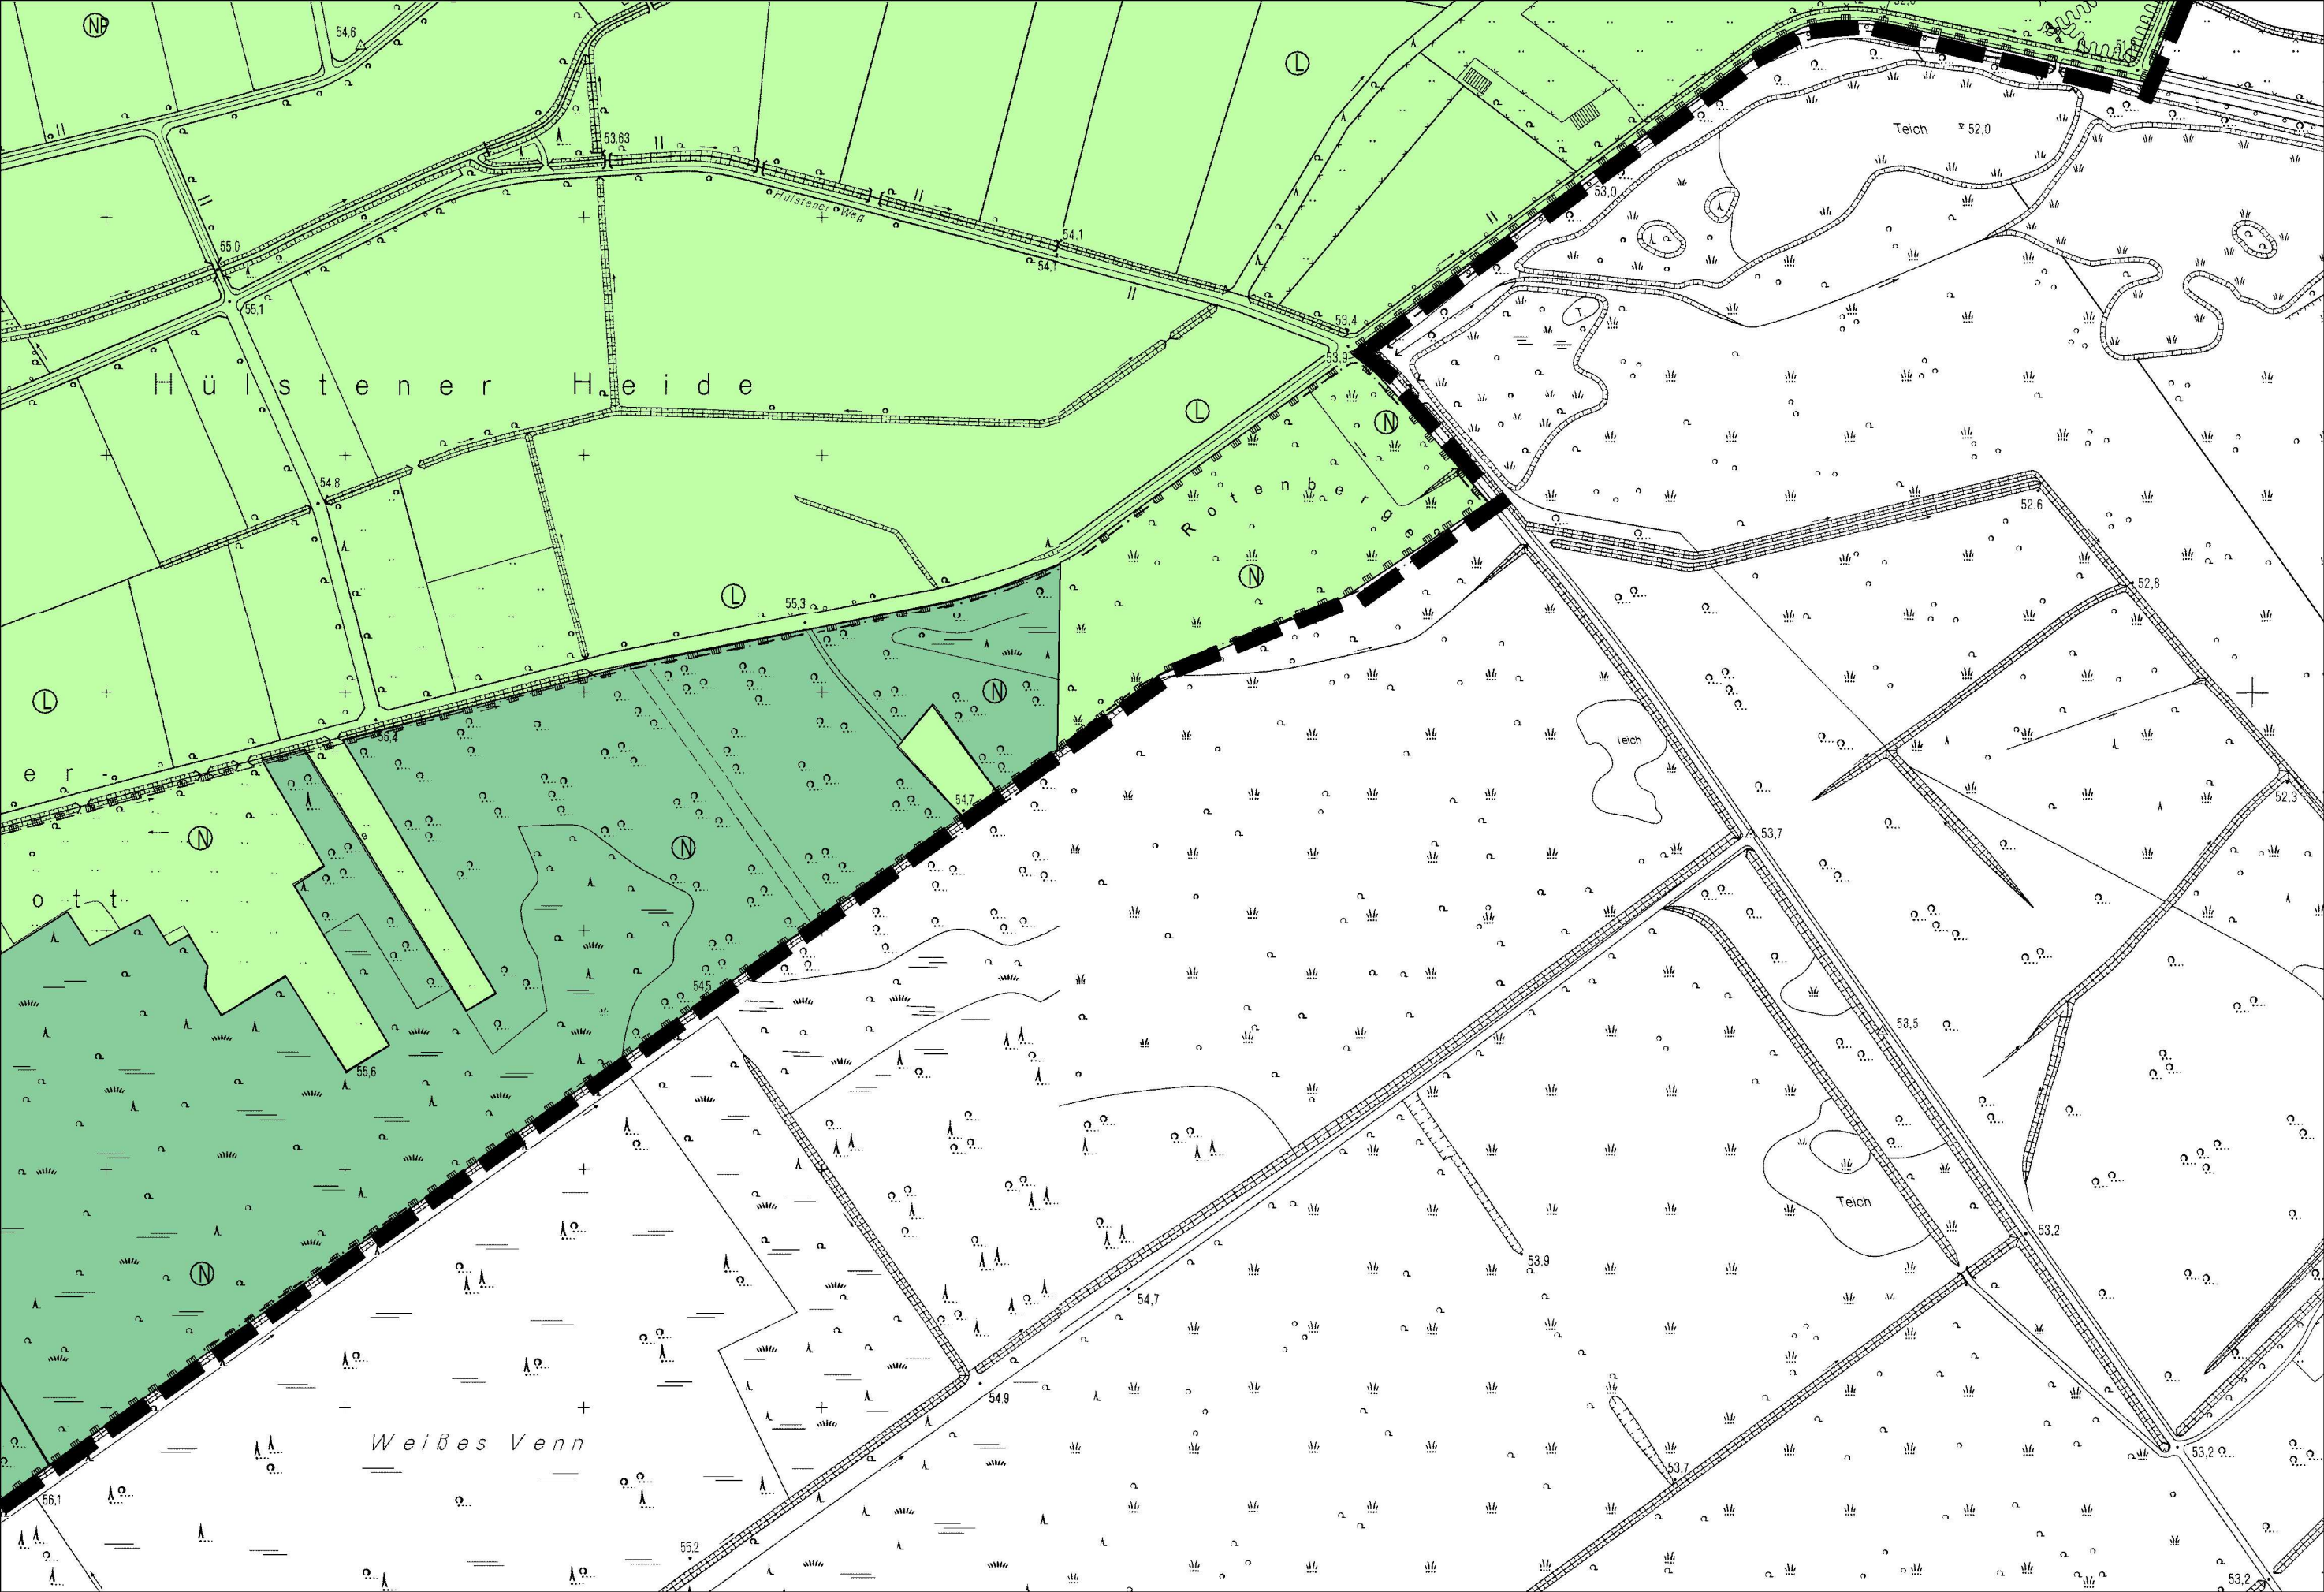 NP
54.6
L
52,0
51,
53,63
Teich 52,0
Hülstener Weg
53,0
55.0
54,1
54,1
55,1
53,4
53,9
Hülstener Heide
L
N
54.8
Rotenberge
52,6
N
L
55,3
52,8
N
L
56,4
Teich
er-
54,7
52,3
N
N
53,7
ott
54,5
53,5
55,6
Teich
53,2
N
53,9
54,7
54.9
Weißes Venn
53,2
53,7
56,1
55,2
53,2